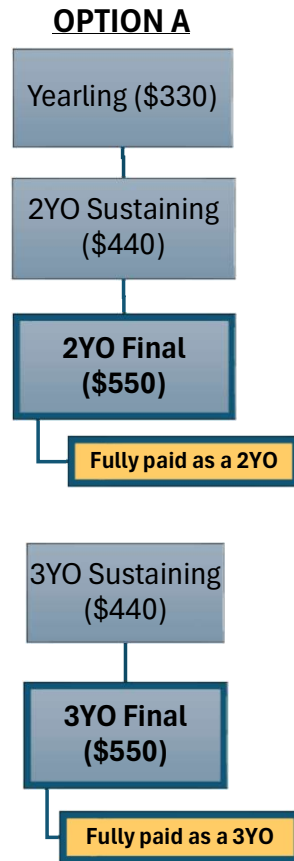 OPTION A
Yearling ($330)
2YO Sustaining
($440)
2YO Final
($550)
Fully paid as a 2YO
3YO Sustaining
($440)
3YO Final
($550)
Fully paid as a 3YO